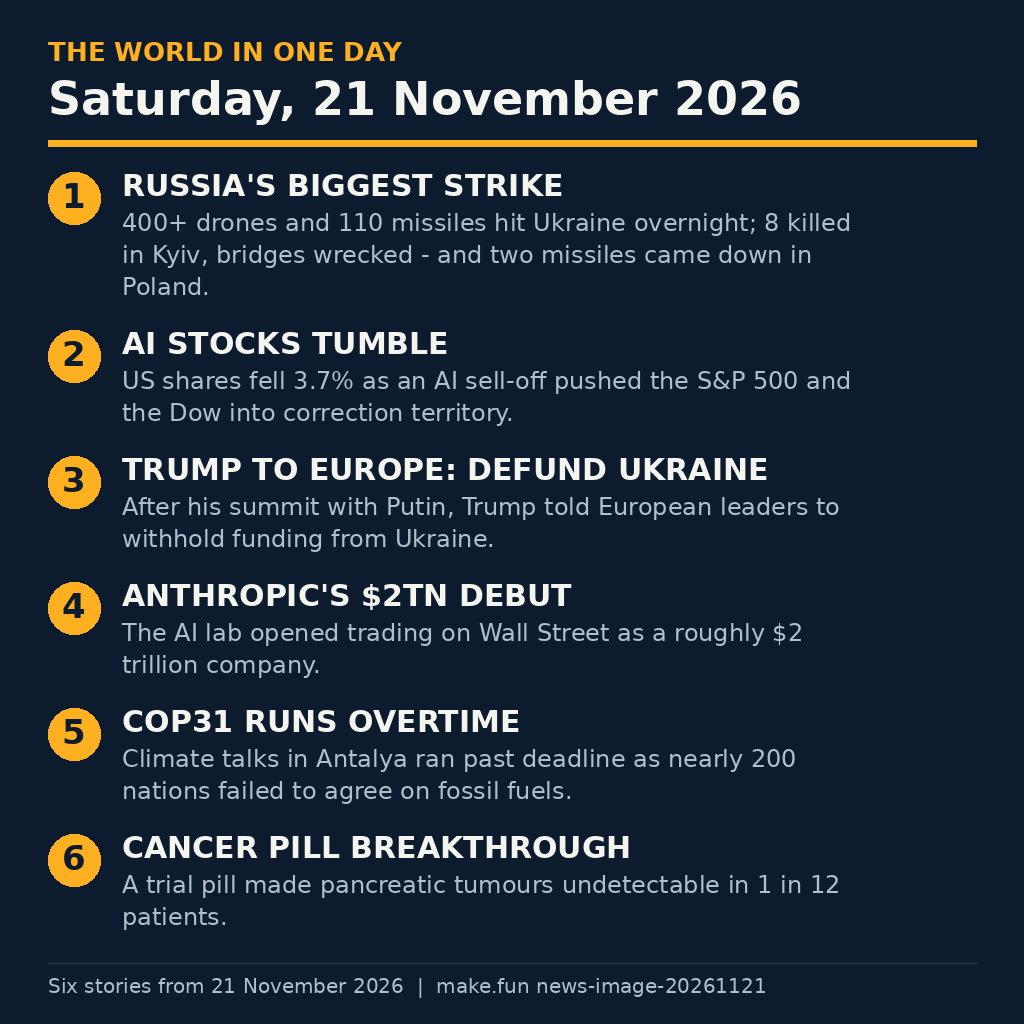 THE WORLD IN ONE DAY
Saturday, 21 November 2026
1
RUSSIA'S BIGGEST STRIKE
400+ drones and 110 missiles hit Ukraine overnight; 8 killed
in Kyiv, bridges wrecked - and two missiles came down in
Poland.
2
AI STOCKS TUMBLE
US shares fell 3.7% as an AI sell-off pushed the S&P 500 and
the Dow into correction territory.
3
TRUMP TO EUROPE: DEFUND UKRAINE
After his summit with Putin, Trump told European leaders to
withhold funding from Ukraine.
4
ANTHROPIC'S $2TN DEBUT
The AI lab opened trading on Wall Street as a roughly $2
trillion company.
5
COP31 RUNS OVERTIME
Climate talks in Antalya ran past deadline as nearly 200
nations failed to agree on fossil fuels.
6
CANCER PILL BREAKTHROUGH
A trial pill made pancreatic tumours undetectable in 1 in 12
patients.
Six stories from 21 November 2026 | make.fun news-image-20261121